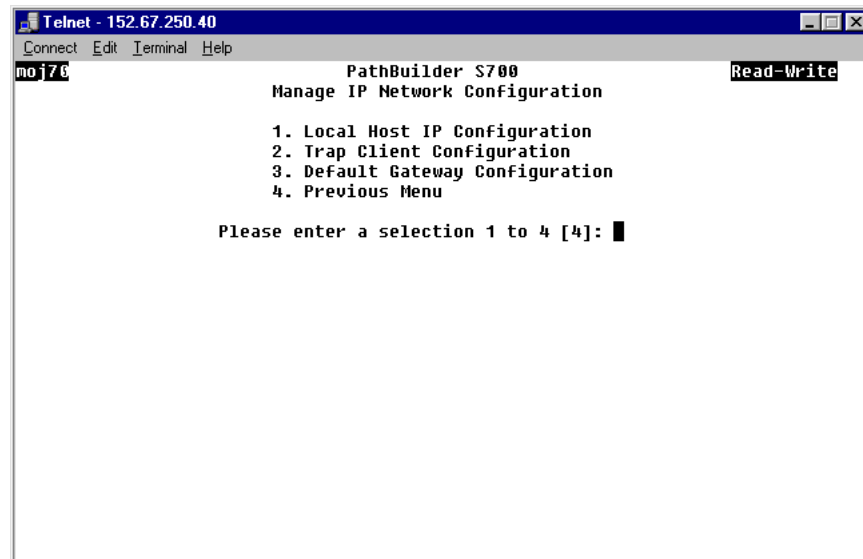 Telnet - 152.67.250.40
Connect Edit Terminal Help
moj70 PathBuilder S700 Read-Write
Manage IP Network Configuration
1. Local Host IP Configuration
2. Trap Client Configuration
3. Default Gateway Configuration
4. Previous Menu
Please enter a selection 1 to 4 [4]: